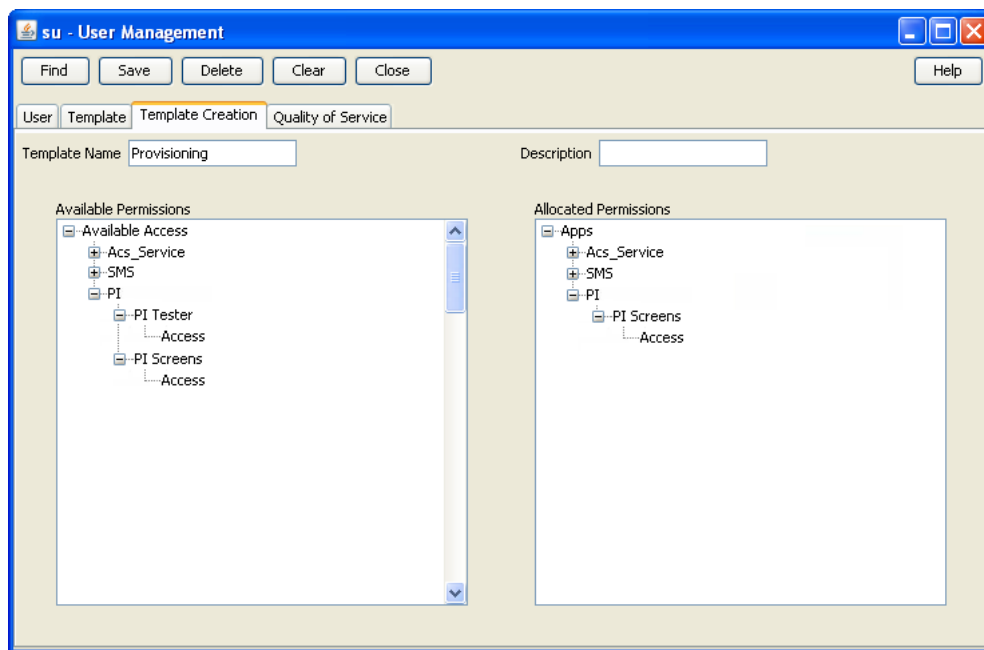 su - User Management
Find Save Delete Clear Close Help
User Template Template Creation Quality of Service
Template Name Provisioning Description
Available Permissions
Available Access
Acs_Service
SMS
PI
PI Tester
Access
PI Screens
Access
Allocated Permissions
Apps
Acs_Service
SMS
PI
PI Screens
Access